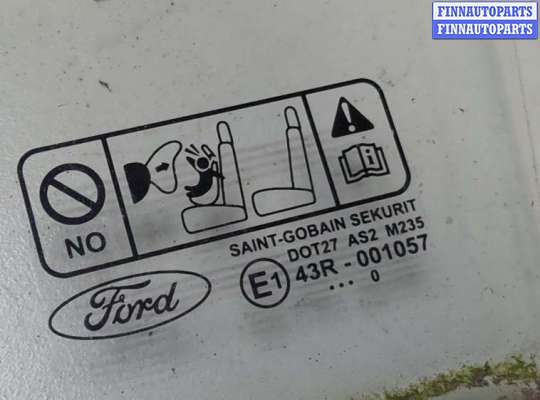 FINNAUTOPARTS
FINNAUTOPARTS
NO
i
SAINT-GOBAIN SEKURIT
DOT27 AS2 M235
E1 43R - 001057
... 0
Ford